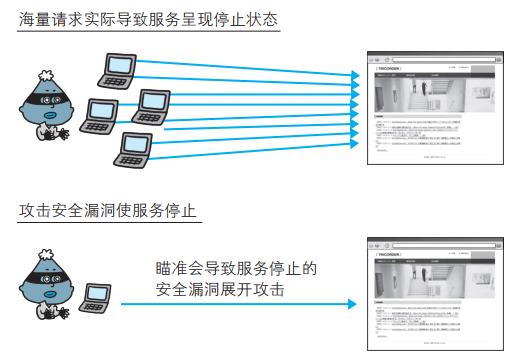 海量请求实际导致服务呈现停止状态
[TRICORDER]
攻击安全漏洞使服务停止
瞄准会导致服务停止的
安全漏洞展开攻击
[TRICORDER]